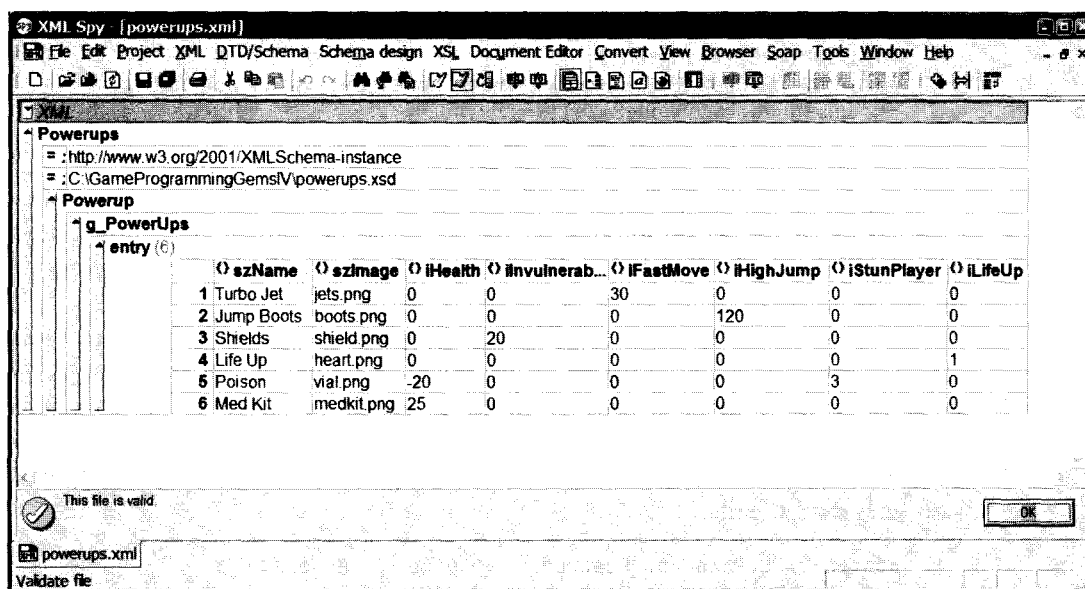 XML Spy - [powerups.xml]
File Edit Project XML DTD/Schema Schema design XSL Document Editor Convert View Browser Soap Tools Window Help
XML
Powerups
= :http://www.w3.org/2001/XMLSchema-instance
= :C:\GameProgrammingGemsIV\powerups.xsd
Powerup
g_PowerUps
entry (6)
() szName () szImage () iHealth () iInvulnerab... () iFastMove () iHighJump () iStunPlayer () iLifeUp
1 Turbo Jet jets.png 0 0 30 0 0 0
2 Jump Boots boots.png 0 0 0 120 0 0
3 Shields shield.png 0 20 0 0 0 0
4 Life Up heart.png 0 0 0 0 0 1
5 Poison vial.png -20 0 0 0 3 0
6 Med Kit medkit.png 25 0 0 0 0 0
This file is valid.
OK
powerups.xml
Validate file